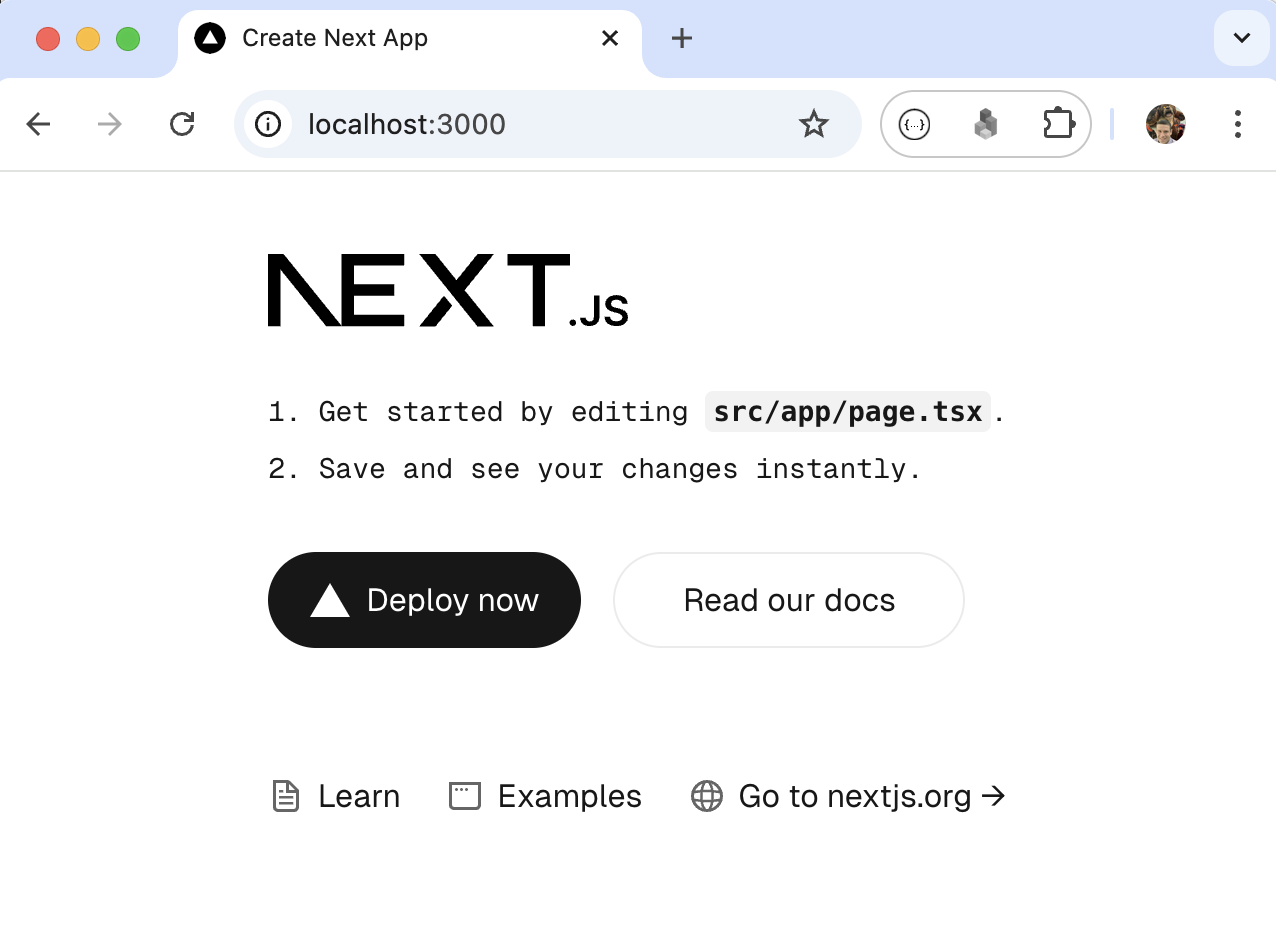 Create Next App
localhost:3000
{...}
NEXT.JS
1. Get started by editing src/app/page.tsx.
2. Save and see your changes instantly.
Deploy now Read our docs
Learn Examples Go to nextjs.org →